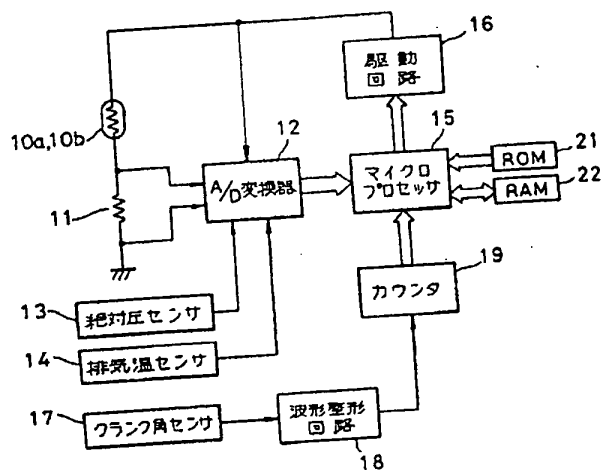 16
駆動
回路
10a,10b
12
15
21
A/D変換器
マイクロ
プロセッサ
ROM
RAM
22
11
19
カウンタ
13
絶対圧センサ
14
排気温センサ
17
クランク角センサ
波形整形
回路
18